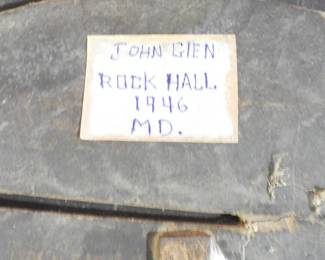 JOHN GIEN
ROCK HALL
1946
MD.